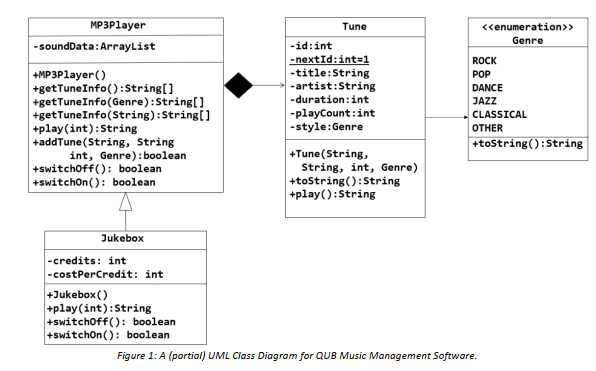 MP3Player
-soundData:ArrayList
+MP3Player()
+getTuneInfo():String[]
+getTuneInfo(Genre):String[]
+getTuneInfo(String):String[]
+play(int):String
+addTune(String, String
int, Genre):boolean
+switchOff(): boolean
+switchOn(): boolean
Tune
-id:int
-nextId:int=1
-title:String
-artist:String
-duration:int
-playCount:int
-style:Genre
+Tune(String,
String, int, Genre)
+toString():String
+play():String
<<enumeration>>
Genre
ROCK
POP
DANCE
JAZZ
CLASSICAL
OTHER
+toString():String
Jukebox
-credits: int
-costPerCredit: int
+Jukebox()
+play(int):String
+switchOff(): boolean
+switchOn(): boolean
Figure 1: A (partial) UML Class Diagram for QUB Music Management Software.